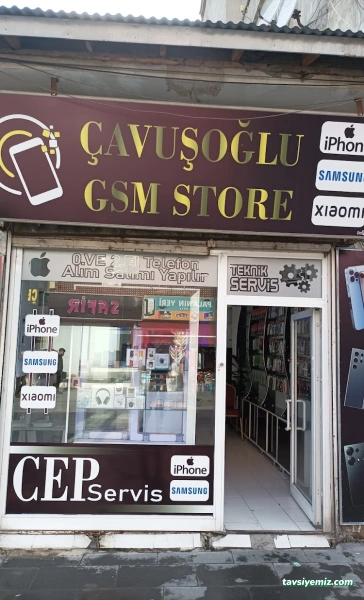 ÇAVUŞOĞLU
GSM STORE
iPhone
SAMSUNG
xiaomi
0.VE 2.El Telefon
Alım Satımı Yapılır
TEKNİK
SERVİS
SAFİR
iPhone
SAMSUNG
xiaomi
CEP Servis
iPhone
SAMSUNG
tavsiyemiz.com